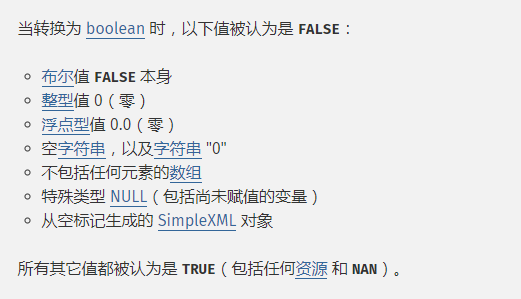 当转换为 boolean 时，以下值被认为是 FALSE：
布尔值 FALSE 本身
整型值 0（零）
浮点型值 0.0（零）
空字符串，以及字符串 "0"
不包括任何元素的数组
特殊类型 NULL（包括尚未赋值的变量）
从空标记生成的 SimpleXML 对象
所有其它值都被认为是 TRUE（包括任何资源 和 NAN）。